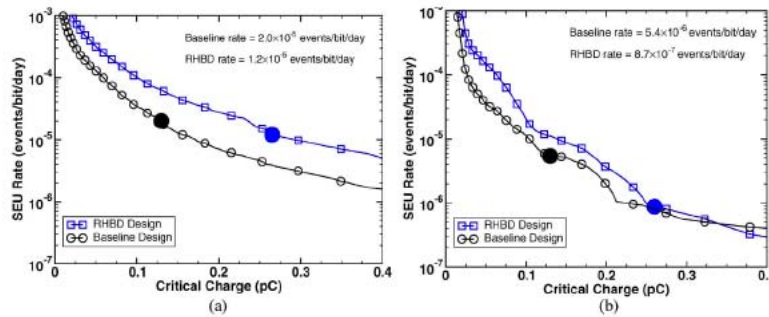 (a)
SEU Rate (events/bit/day)
10⁻³
10⁻⁴
10⁻⁵
10⁻⁶
10⁻⁷
Baseline rate = 2.0×10⁻⁵ events/bit/day
RHBD rate = 1.2×10⁻⁵ events/bit/day
RHBD Design
Baseline Design
0 0.1 0.2 0.3 0.4
Critical Charge (pC)
(b)
SEU Rate (events/bit/day)
10⁻³
10⁻⁴
10⁻⁵
10⁻⁶
10⁻⁷
Baseline rate = 5.4×10⁻⁶ events/bit/day
RHBD rate = 8.7×10⁻⁷ events/bit/day
RHBD Design
Baseline Design
0 0.1 0.2 0.3
Critical Charge (pC)